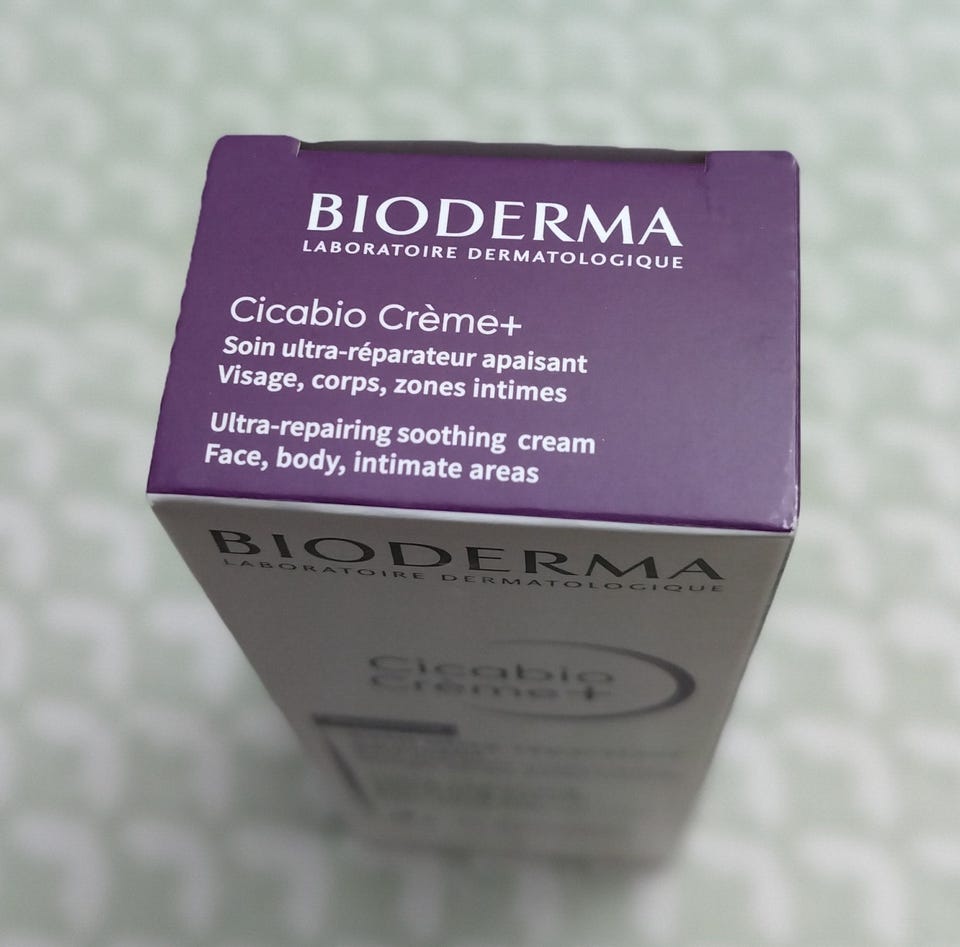 BIODERMA
LABORATOIRE DERMATOLOGIQUE
Cicabio Crème+
Soin ultra-réparateur apaisant
Visage, corps, zones intimes
Ultra-repairing soothing cream
Face, body, intimate areas
BIODERMA
LABORATOIRE DERMATOLOGIQUE
Cicabio
Crème+